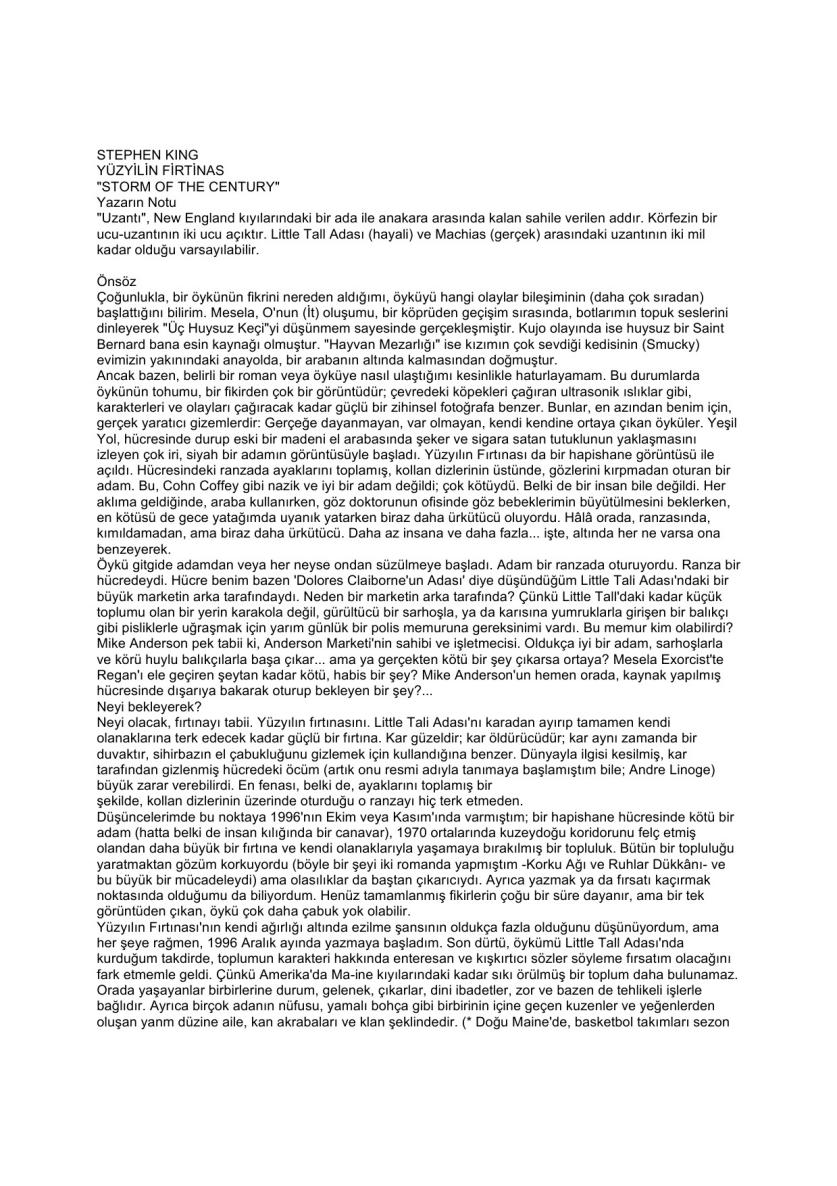 STEPHEN KING
YÜZYİLİN FİRTİNAS
"STORM OF THE CENTURY"
Yazarın Notu
"Uzantı", New England kıyılarındaki bir ada ile anakara arasında kalan sahile verilen addır. Körfezin bir
ucu-uzantının iki ucu açıktır. Little Tall Adası (hayali) ve Machias (gerçek) arasındaki uzantının iki mil
kadar olduğu varsayılabilir.
Önsöz
Çoğunlukla, bir öykünün fikrini nereden aldığımı, öyküyü hangi olaylar bileşiminin (daha çok sıradan)
başlattığını bilirim. Mesela, O'nun (İt) oluşumu, bir köprüden geçişim sırasında, botlarımın topuk seslerini
dinleyerek "Üç Huysuz Keçi"yi düşünmem sayesinde gerçekleşmiştir. Kujo olayında ise huysuz bir Saint
Bernard bana esin kaynağı olmuştur. "Hayvan Mezarlığı" ise kızımın çok sevdiği kedisinin (Smucky)
evimizin yakınındaki anayolda, bir arabanın altında kalmasından doğmuştur.
Ancak bazen, belirli bir roman veya öyküye nasıl ulaştığımı kesinlikle haturlayamam. Bu durumlarda
öykünün tohumu, bir fikirden çok bir görüntüdür; çevredeki köpekleri çağıran ultrasonik ıslıklar gibi,
karakterleri ve olayları çağıracak kadar güçlü bir zihinsel fotoğrafa benzer. Bunlar, en azından benim için,
gerçek yaratıcı gizemlerdir: Gerçeğe dayanmayan, var olmayan, kendi kendine ortaya çıkan öyküler. Yeşil
Yol, hücresinde durup eski bir madeni el arabasında şeker ve sigara satan tutuklunun yaklaşmasını
izleyen çok iri, siyah bir adamın görüntüsüyle başladı. Yüzyılın Fırtınası da bir hapishane görüntüsü ile
açıldı. Hücresindeki ranzada ayaklarını toplamış, kollan dizlerinin üstünde, gözlerini kırpmadan oturan bir
adam. Bu, Cohn Coffey gibi nazik ve iyi bir adam değildi; çok kötüydü. Belki de bir insan bile değildi. Her
aklıma geldiğinde, araba kullanırken, göz doktorunun ofisinde göz bebeklerimin büyütülmesini beklerken,
en kötüsü de gece yatağımda uyanık yatarken biraz daha ürkütücü oluyordu. Hâlâ orada, ranzasında,
kımıldamadan, ama biraz daha ürkütücü. Daha az insana ve daha fazla... işte, altında her ne varsa ona
benzeyerek.
Öykü gitgide adamdan veya her neyse ondan süzülmeye başladı. Adam bir ranzada oturuyordu. Ranza bir
hücredeydi. Hücre benim bazen 'Dolores Claiborne'un Adası' diye düşündüğüm Little Tali Adası'ndaki bir
büyük marketin arka tarafındaydı. Neden bir marketin arka tarafında? Çünkü Little Tall'daki kadar küçük
toplumu olan bir yerin karakola değil, gürültücü bir sarhoşla, ya da karısına yumruklarla girişen bir balıkçı
gibi pisliklerle uğraşmak için yarım günlük bir polis memuruna gereksinimi vardı. Bu memur kim olabilirdi?
Mike Anderson pek tabii ki, Anderson Marketi'nin sahibi ve işletmecisi. Oldukça iyi bir adam, sarhoşlarla
ve körü huylu balıkçılarla başa çıkar... ama ya gerçekten kötü bir şey çıkarsa ortaya? Mesela Exorcist'te
Regan'ı ele geçiren şeytan kadar kötü, habis bir şey? Mike Anderson'un hemen orada, kaynak yapılmış
hücresinde dışarıya bakarak oturup bekleyen bir şey?...
Neyi bekleyerek?
Neyi olacak, fırtınayı tabii. Yüzyılın fırtınasını. Little Tali Adası'nı karadan ayırıp tamamen kendi
olanaklarına terk edecek kadar güçlü bir fırtına. Kar güzeldir; kar öldürücüdür; kar aynı zamanda bir
duvaktır, sihirbazın el çabukluğunu gizlemek için kullandığına benzer. Dünyayla ilgisi kesilmiş, kar
tarafından gizlenmiş hücredeki öcüm (artık onu resmi adıyla tanımaya başlamıştım bile; Andre Linoge)
büyük zarar verebilirdi. En fenası, belki de, ayaklarını toplamış bir
şekilde, kollan dizlerinin üzerinde oturduğu o ranzayı hiç terk etmeden.
Düşüncelerimde bu noktaya 1996'nın Ekim veya Kasım'ında varmıştım; bir hapishane hücresinde kötü bir
adam (hatta belki de insan kılığında bir canavar), 1970 ortalarında kuzeydoğu koridorunu felç etmiş
olandan daha büyük bir fırtına ve kendi olanaklarıyla yaşamaya bırakılmış bir topluluk. Bütün bir topluluğu
yaratmaktan gözüm korkuyordu (böyle bir şeyi iki romanda yapmıştım -Korku Ağı ve Ruhlar Dükkânı- ve
bu büyük bir mücadeleydi) ama olasılıklar da baştan çıkarıcıydı. Ayrıca yazmak ya da fırsatı kaçırmak
noktasında olduğumu da biliyordum. Henüz tamamlanmış fikirlerin çoğu bir süre dayanır, ama bir tek
görüntüden çıkan, öykü çok daha çabuk yok olabilir.
Yüzyılın Fırtınası'nın kendi ağırlığı altında ezilme şansının oldukça fazla olduğunu düşünüyordum, ama
her şeye rağmen, 1996 Aralık ayında yazmaya başladım. Son dürtü, öykümü Little Tall Adası'nda
kurduğum takdirde, toplumun karakteri hakkında enteresan ve kışkırtıcı sözler söyleme fırsatım olacağını
fark etmemle geldi. Çünkü Amerika'da Ma-ine kıyılarındaki kadar sıkı örülmüş bir toplum daha bulunamaz.
Orada yaşayanlar birbirlerine durum, gelenek, çıkarlar, dini ibadetler, zor ve bazen de tehlikeli işlerle
bağlıdır. Ayrıca birçok adanın nüfusu, yamalı bohça gibi birbirinin içine geçen kuzenler ve yeğenlerden
oluşan yanm düzine aile, kan akrabaları ve klan şeklindedir. (* Doğu Maine'de, basketbol takımları sezon